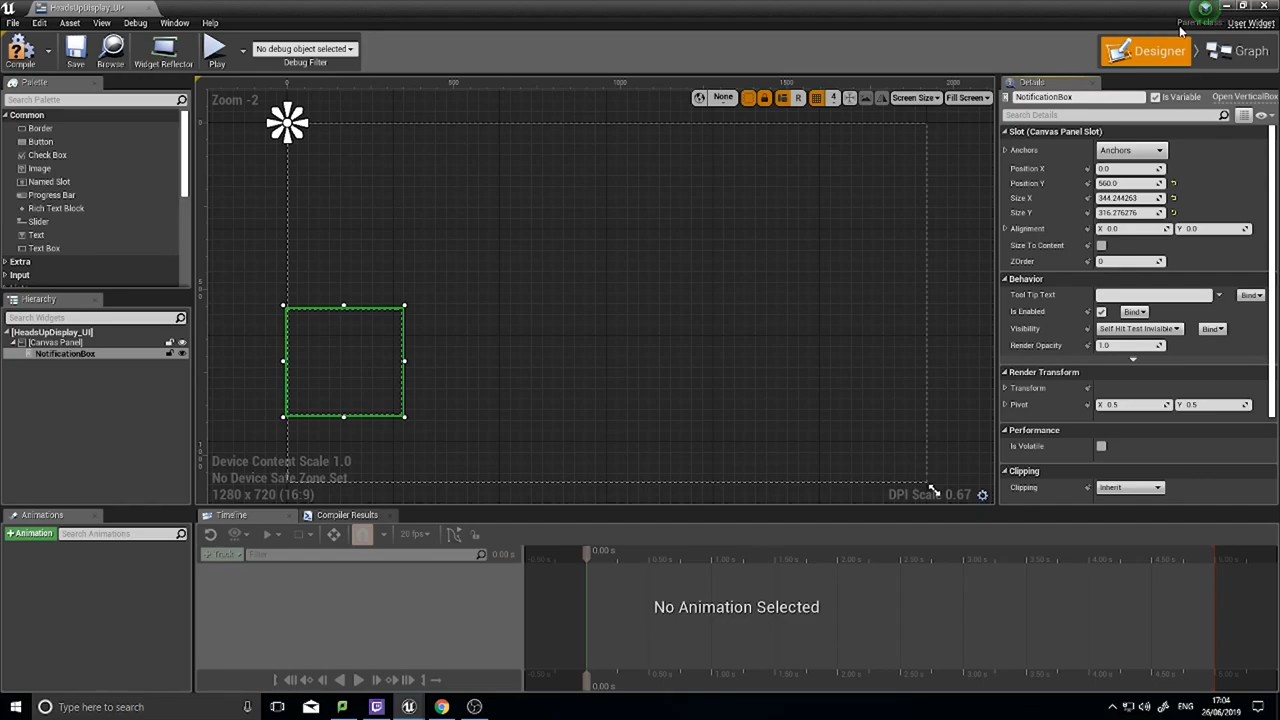 HeadsUpDisplay_UI*
File Edit Asset View Debug Window Help
Parent class: User Widget
Compile Save Browse Widget Reflector Play
No debug object selected
Debug Filter
Designer Graph
Palette
Search Palette
Common
Border
Button
Check Box
Image
Named Slot
Progress Bar
Rich Text Block
Slider
Text
Text Box
Extra
Input
Hierarchy
Search Widgets
[HeadsUpDisplay_UI]
[Canvas Panel]
NotificationBox
0 500 1000 1500 2000
Zoom -2
None R 4 Screen Size Fill Screen
Device Content Scale 1.0
No Device Safe Zone Set
1280 x 720 (16:9)
DPI Scale 0.67
Details
NotificationBox Is Variable Open VerticalBox
Search Details
Slot (Canvas Panel Slot)
Anchors Anchors
Position X 0.0
Position Y 560.0
Size X 344.244263
Size Y 316.276276
Alignment X 0.0 Y 0.0
Size To Content
ZOrder 0
Behavior
Tool Tip Text Bind
Is Enabled Bind
Visibility Self Hit Test Invisible Bind
Render Opacity 1.0
Render Transform
Transform
Pivot X 0.5 Y 0.5
Performance
Is Volatile
Clipping
Clipping Inherit
Animations
+Animation Search Animations
Timeline Compiler Results
20 fps
+ Track Filter 0.00 s
-0.50 s 0.00 s 0.50 s 1.00 s 1.50 s 2.00 s 2.50 s 3.00 s 3.50 s 4.00 s 4.50 s 5.00 s
No Animation Selected
-0.50 s 0.00 s 0.50 s 1.00 s 1.50 s 2.00 s 2.50 s 3.00 s 3.50 s 4.00 s 4.50 s 5.00 s
Type here to search
17:04
26/06/2019